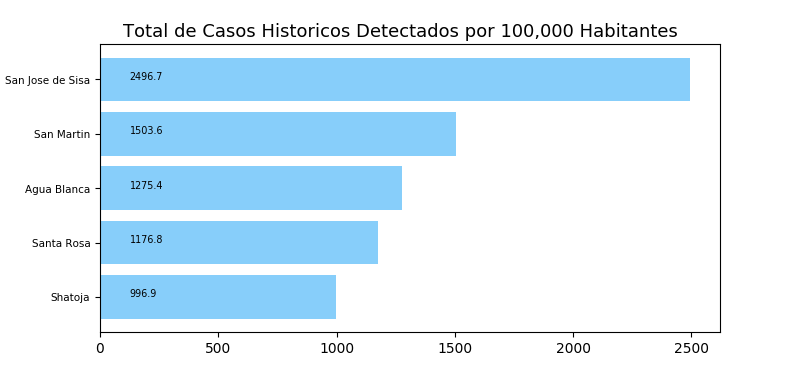 Total de Casos Historicos Detectados por 100,000 Habitantes
San Jose de Sisa 2496.7
San Martin 1503.6
Agua Blanca 1275.4
Santa Rosa 1176.8
Shatoja 996.9
0 500 1000 1500 2000 2500